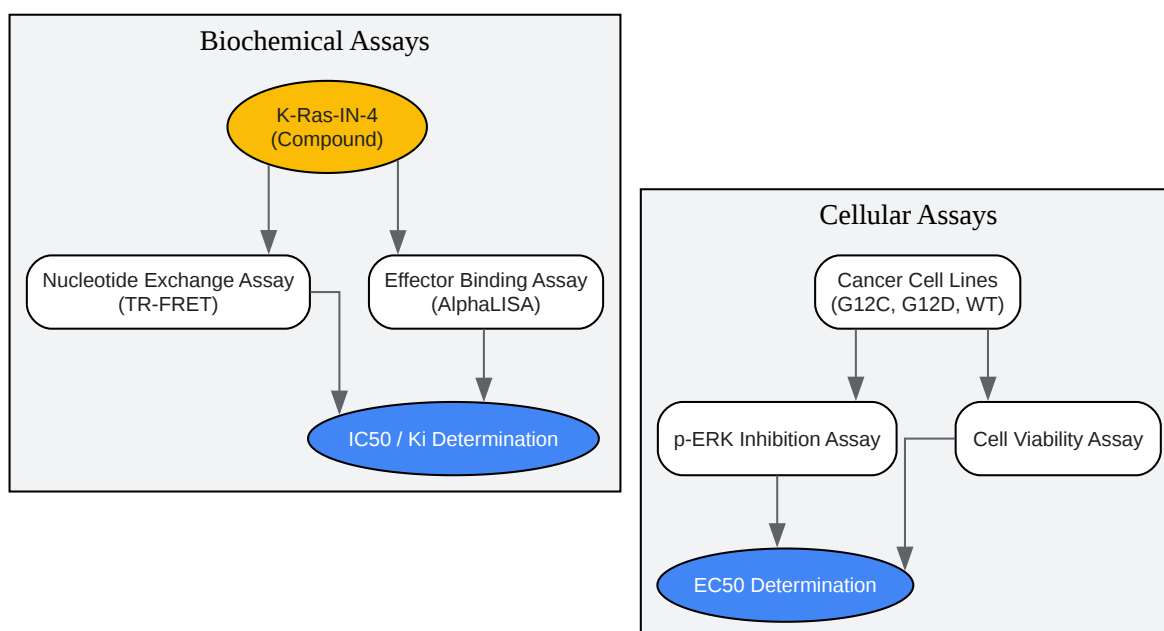 Biochemical Assays
K-Ras-IN-4
(Compound)
Nucleotide Exchange Assay
(TR-FRET)
Effector Binding Assay
(AlphaLISA)
IC50 / Ki Determination
Cellular Assays
Cancer Cell Lines
(G12C, G12D, WT)
p-ERK Inhibition Assay
Cell Viability Assay
EC50 Determination